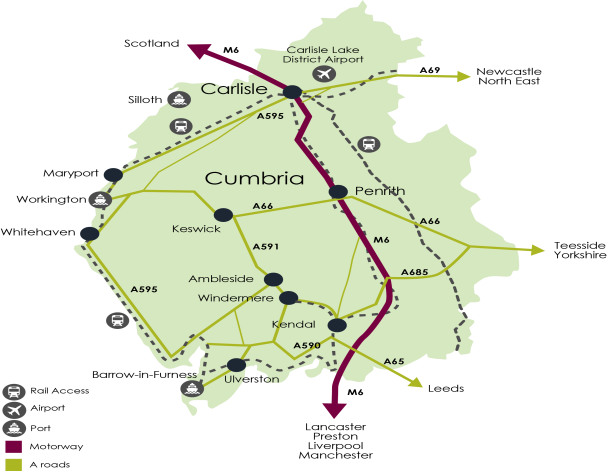 Scotland
M6
Carlisle Lake
District Airport
A69
Newcastle
North East
Carlisle
Silloth
A595
Maryport
Cumbria
Workington
Penrith
A66
A66
Whitehaven
Keswick
M6
A591
Teesside
Yorkshire
A685
Ambleside
A595
Windermere
Kendal
A590
A65
Barrow-in-Furness
Ulverston
Leeds
M6
Rail Access
Airport
Port
Motorway
A roads
Lancaster
Preston
Liverpool
Manchester